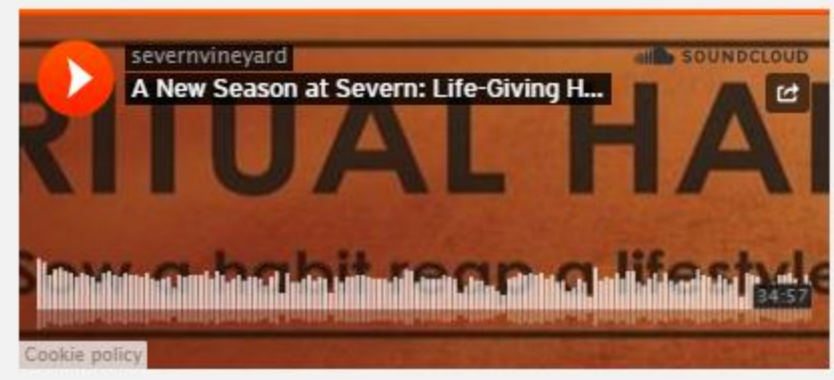 severnvineyard
SOUNDCLOUD
A New Season at Severn: Life-Giving H...
RITUAL HA
Sow a habit reap a lifestyle
34:57
Cookie policy